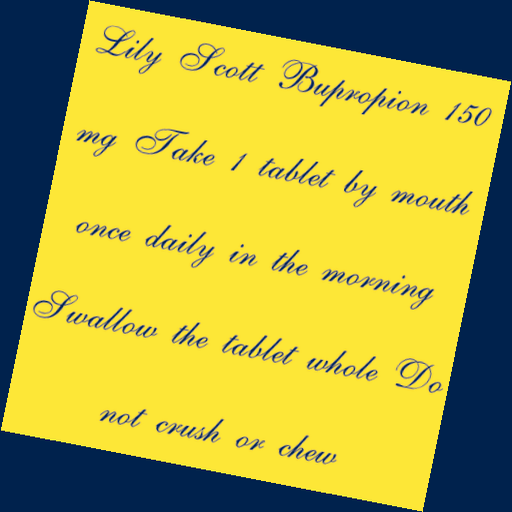 Lily Scott Bupropion 150
mg Take 1 tablet by mouth
once daily in the morning
Swallow the tablet whole Do
not crush or chew